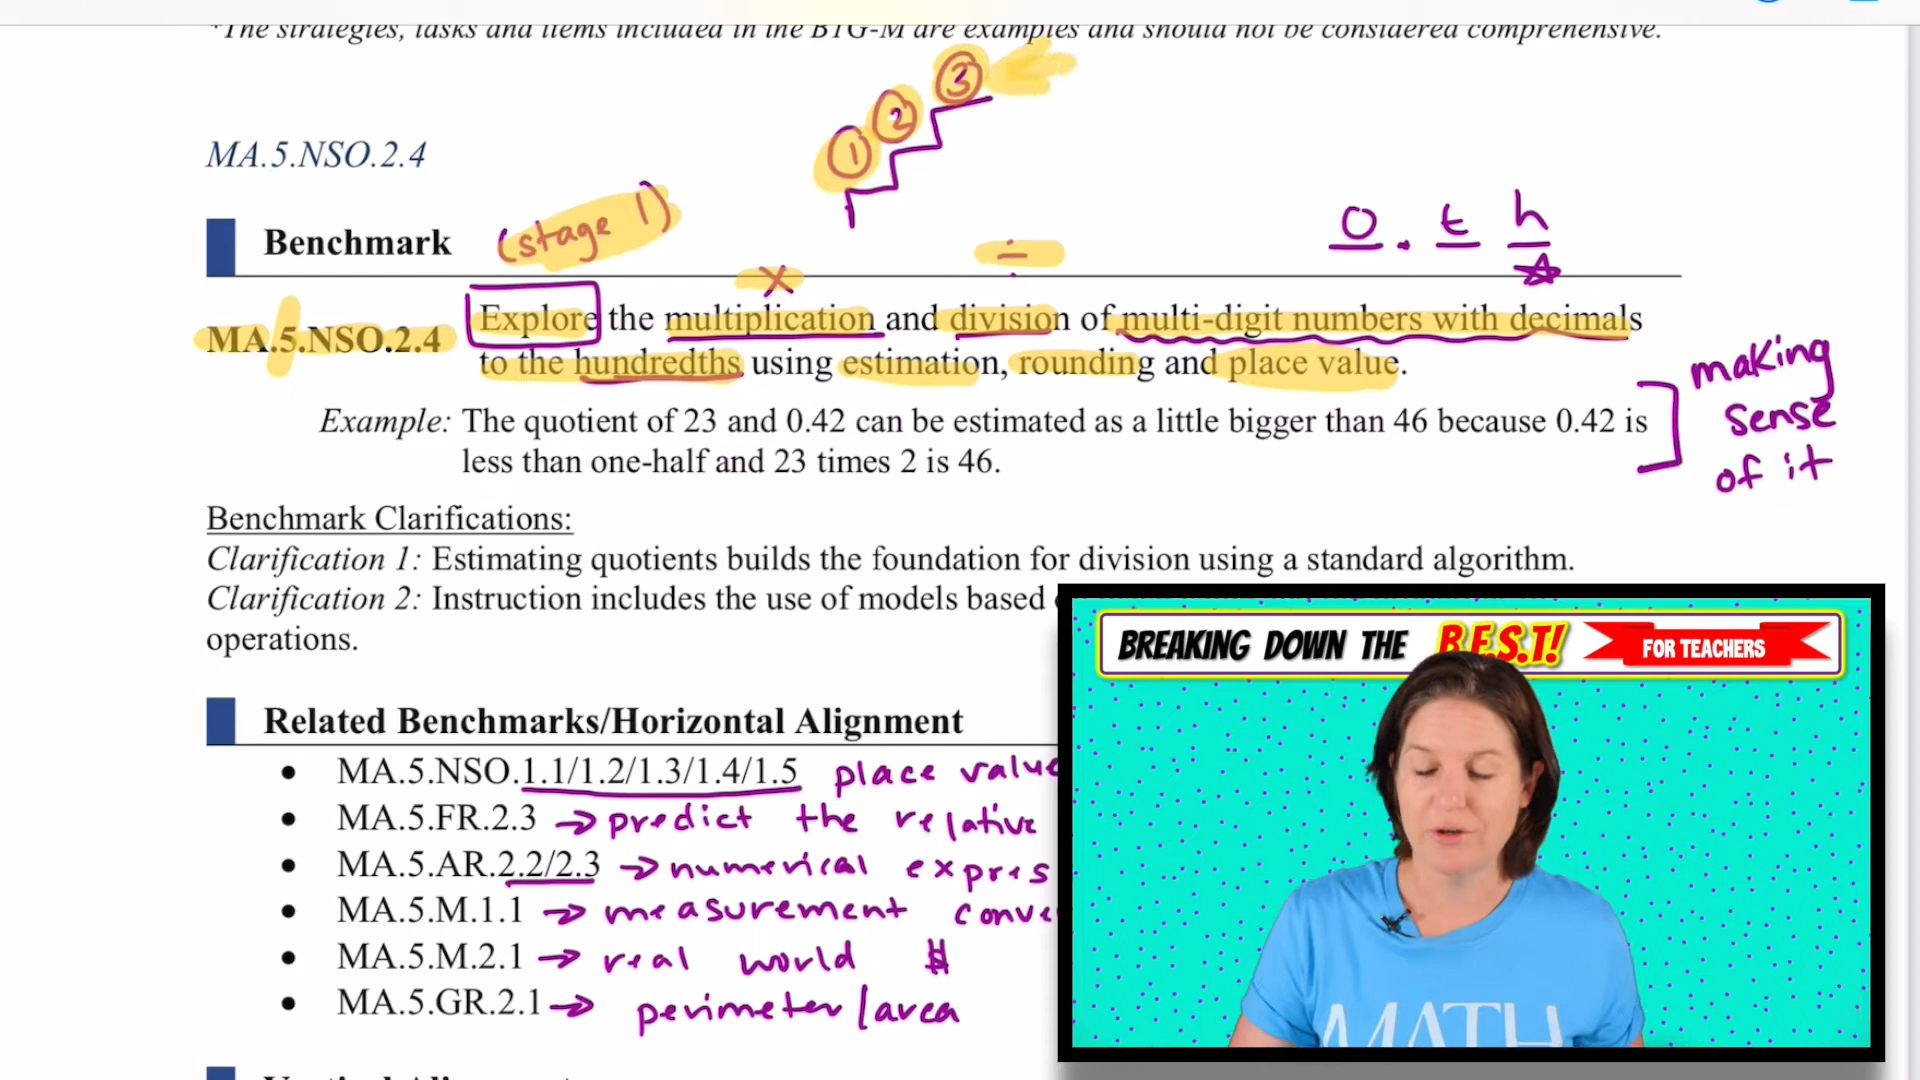 *The strategies, tasks and items included in the B1G-M are examples and should not be considered comprehensive.
1 2 3
MA.5.NSO.2.4
Benchmark (stage 1)
÷
×
o . t h
MA.5.NSO.2.4 Explore the multiplication and division of multi-digit numbers with decimals
to the hundredths using estimation, rounding and place value.
making
sense
of it
Example: The quotient of 23 and 0.42 can be estimated as a little bigger than 46 because 0.42 is
less than one-half and 23 times 2 is 46.
Benchmark Clarifications:
Clarification 1: Estimating quotients builds the foundation for division using a standard algorithm.
Clarification 2: Instruction includes the use of models based
operations.
BREAKING DOWN THE B.E.S.T! FOR TEACHERS
Related Benchmarks/Horizontal Alignment
• MA.5.NSO.1.1/1.2/1.3/1.4/1.5 place value
• MA.5.FR.2.3 → predict the relative
• MA.5.AR.2.2/2.3 → numerical expres
• MA.5.M.1.1 → measurement conve
• MA.5.M.2.1 → real world $
• MA.5.GR.2.1 → perimeter/area
MATH